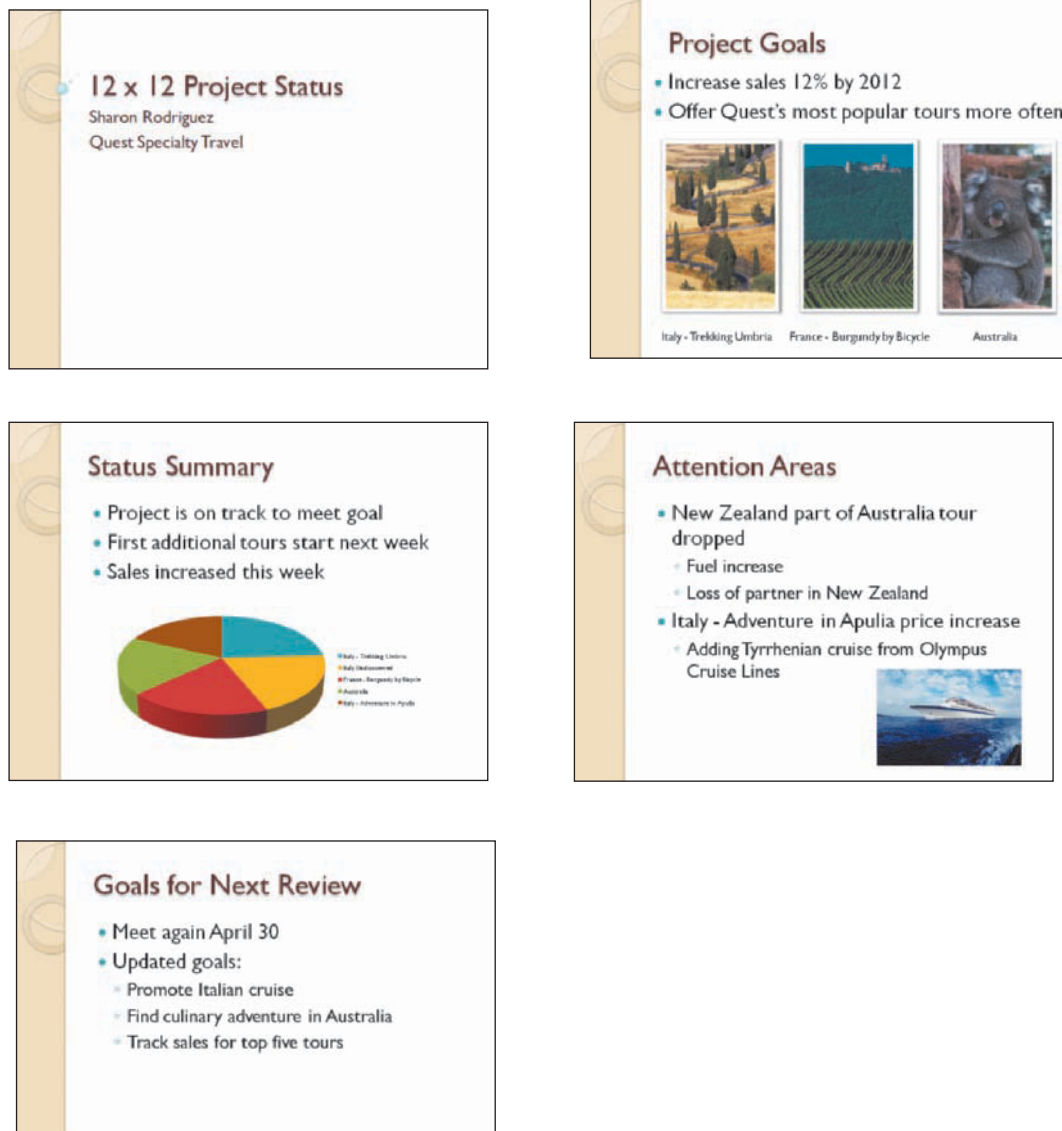 12 x 12 Project Status
Sharon Rodriguez
Quest Specialty Travel
Project Goals
• Increase sales 12% by 2012
• Offer Quest's most popular tours more often
Italy - Trekking Umbria
France - Burgundy by Bicycle
Australia
Status Summary
• Project is on track to meet goal
• First additional tours start next week
• Sales increased this week
Italy - Trekking Umbria
Italy
France - Burgundy by Bicycle
Australia
Italy - Adventure in Apulia
Attention Areas
• New Zealand part of Australia tour
dropped
Fuel increase
Loss of partner in New Zealand
• Italy - Adventure in Apulia price increase
Adding Tyrrhenian cruise from Olympus
Cruise Lines
Goals for Next Review
• Meet again April 30
• Updated goals:
Promote Italian cruise
Find culinary adventure in Australia
Track sales for top five tours